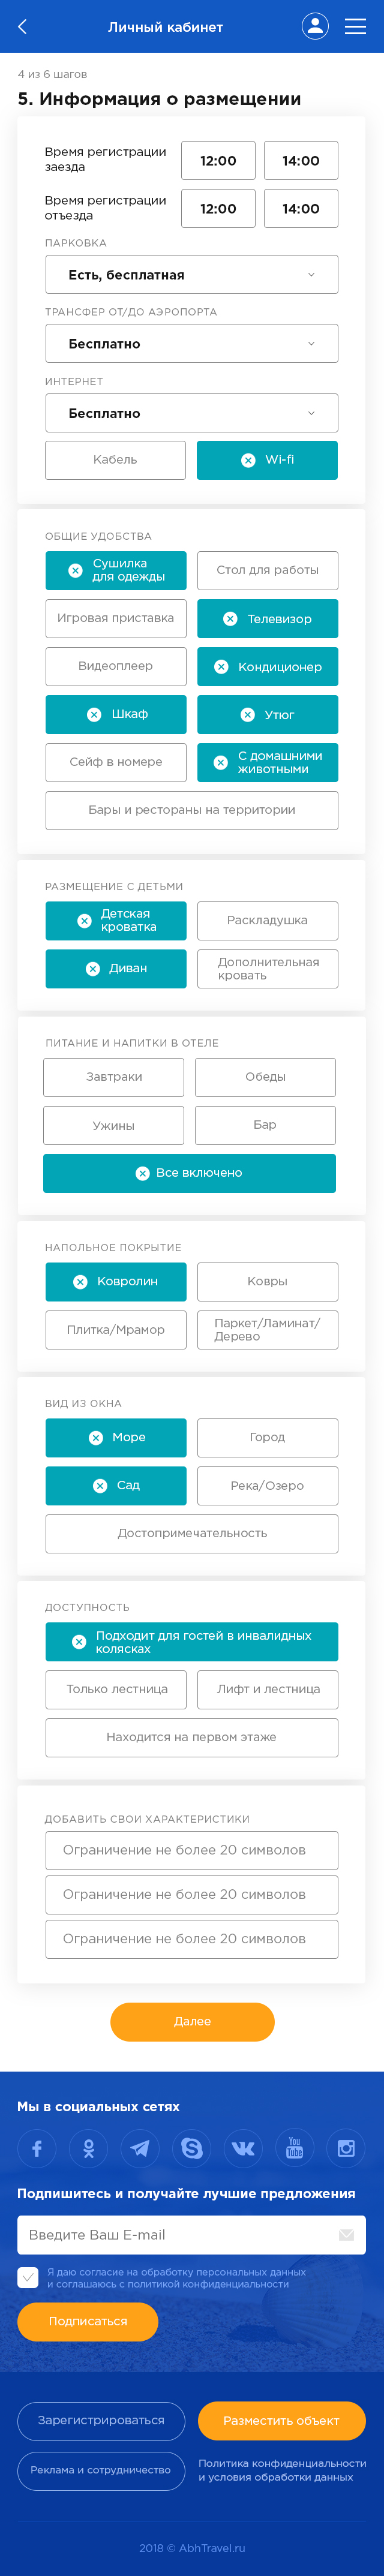 Личный кабинет
4 из 6 шагов
5. Информация о размещении
Время регистрации
заезда
12:00
14:00
Время регистрации
отъезда
12:00
14:00
ПАРКОВКА
Есть, бесплатная
ТРАНСФЕР ОТ/ДО АЭРОПОРТА
Бесплатно
ИНТЕРНЕТ
Бесплатно
Кабель
Wi-fi
ОБЩИЕ УДОБСТВА
Сушилка
для одежды
Стол для работы
Игровая приставка
Телевизор
Видеоплеер
Кондиционер
Шкаф
Утюг
Сейф в номере
С домашними
животными
Бары и рестораны на территории
РАЗМЕЩЕНИЕ С ДЕТЬМИ
Детская
кроватка
Раскладушка
Диван
Дополнительная
кровать
ПИТАНИЕ И НАПИТКИ В ОТЕЛЕ
Завтраки
Обеды
Ужины
Бар
Все включено
НАПОЛЬНОЕ ПОКРЫТИЕ
Ковролин
Ковры
Плитка/Мрамор
Паркет/Ламинат/
Дерево
ВИД ИЗ ОКНА
Море
Город
Сад
Река/Озеро
Достопримечательность
ДОСТУПНОСТЬ
Подходит для гостей в инвалидных
колясках
Только лестница
Лифт и лестница
Находится на первом этаже
ДОБАВИТЬ СВОИ ХАРАКТЕРИСТИКИ
Ограничение не более 20 символов
Ограничение не более 20 символов
Ограничение не более 20 символов
Далее
Мы в социальных сетях
You
Tube
Подпишитесь и получайте лучшие предложения
Введите Ваш E-mail
Я даю согласие на обработку персональных данных
и соглашаюсь с политикой конфиденциальности
Подписаться
Зарегистрироваться
Разместить объект
Реклама и сотрудничество
Политика конфиденциальности
и условия обработки данных
2018 © AbhTravel.ru